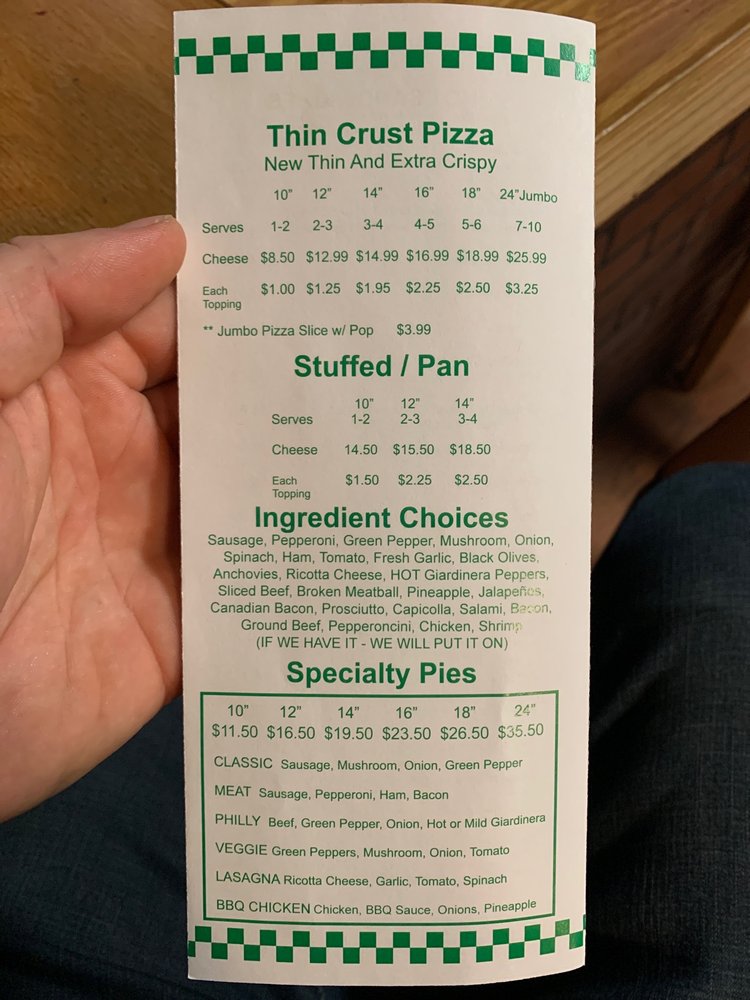 Thin Crust Pizza
New Thin And Extra Crispy
10" 12" 14" 16" 18" 24"Jumbo
Serves 1-2 2-3 3-4 4-5 5-6 7-10
Cheese $8.50 $12.99 $14.99 $16.99 $18.99 $25.99
Each Topping $1.00 $1.25 $1.95 $2.25 $2.50 $3.25
** Jumbo Pizza Slice w/ Pop $3.99
Stuffed / Pan
10" 12" 14"
Serves 1-2 2-3 3-4
Cheese 14.50 $15.50 $18.50
Each Topping $1.50 $2.25 $2.50
Ingredient Choices
Sausage, Pepperoni, Green Pepper, Mushroom, Onion,
Spinach, Ham, Tomato, Fresh Garlic, Black Olives,
Anchovies, Ricotta Cheese, HOT Giardinera Peppers,
Sliced Beef, Broken Meatball, Pineapple, Jalapeños,
Canadian Bacon, Prosciutto, Capicolla, Salami, Bacon,
Ground Beef, Pepperoncini, Chicken, Shrimp
(IF WE HAVE IT - WE WILL PUT IT ON)
Specialty Pies
10" 12" 14" 16" 18" 24"
$11.50 $16.50 $19.50 $23.50 $26.50 $35.50
CLASSIC Sausage, Mushroom, Onion, Green Pepper
MEAT Sausage, Pepperoni, Ham, Bacon
PHILLY Beef, Green Pepper, Onion, Hot or Mild Giardinera
VEGGIE Green Peppers, Mushroom, Onion, Tomato
LASAGNA Ricotta Cheese, Garlic, Tomato, Spinach
BBQ CHICKEN Chicken, BBQ Sauce, Onions, Pineapple